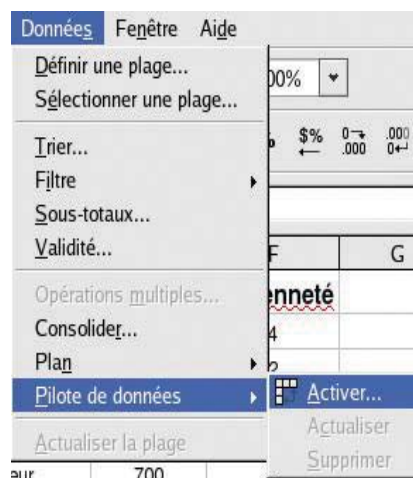 Données Fenêtre Aide
Définir une plage...
Sélectionner une plage...
00%
Trier...
$%
Filtre
Sous-totaux...
Validité...
F G
Opérations multiples...
enneté
Consolider...
4
Plan
Pilote de données
Activer...
Actualiser
Actualiser la plage
Supprimer
eur 700